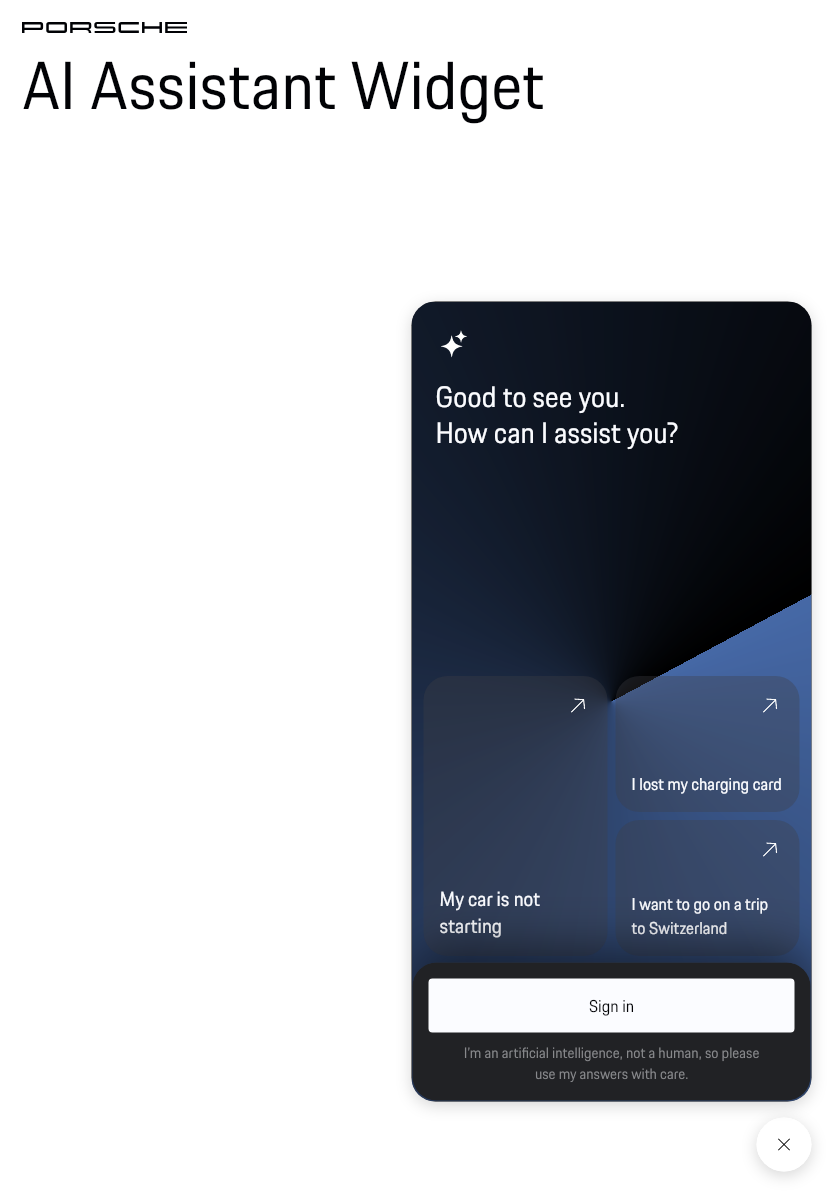 PORSCHE
AI Assistant Widget
Good to see you.
How can I assist you?
I lost my charging card
My car is not
starting
I want to go on a trip
to Switzerland
Sign in
I'm an artificial intelligence, not a human, so please
use my answers with care.